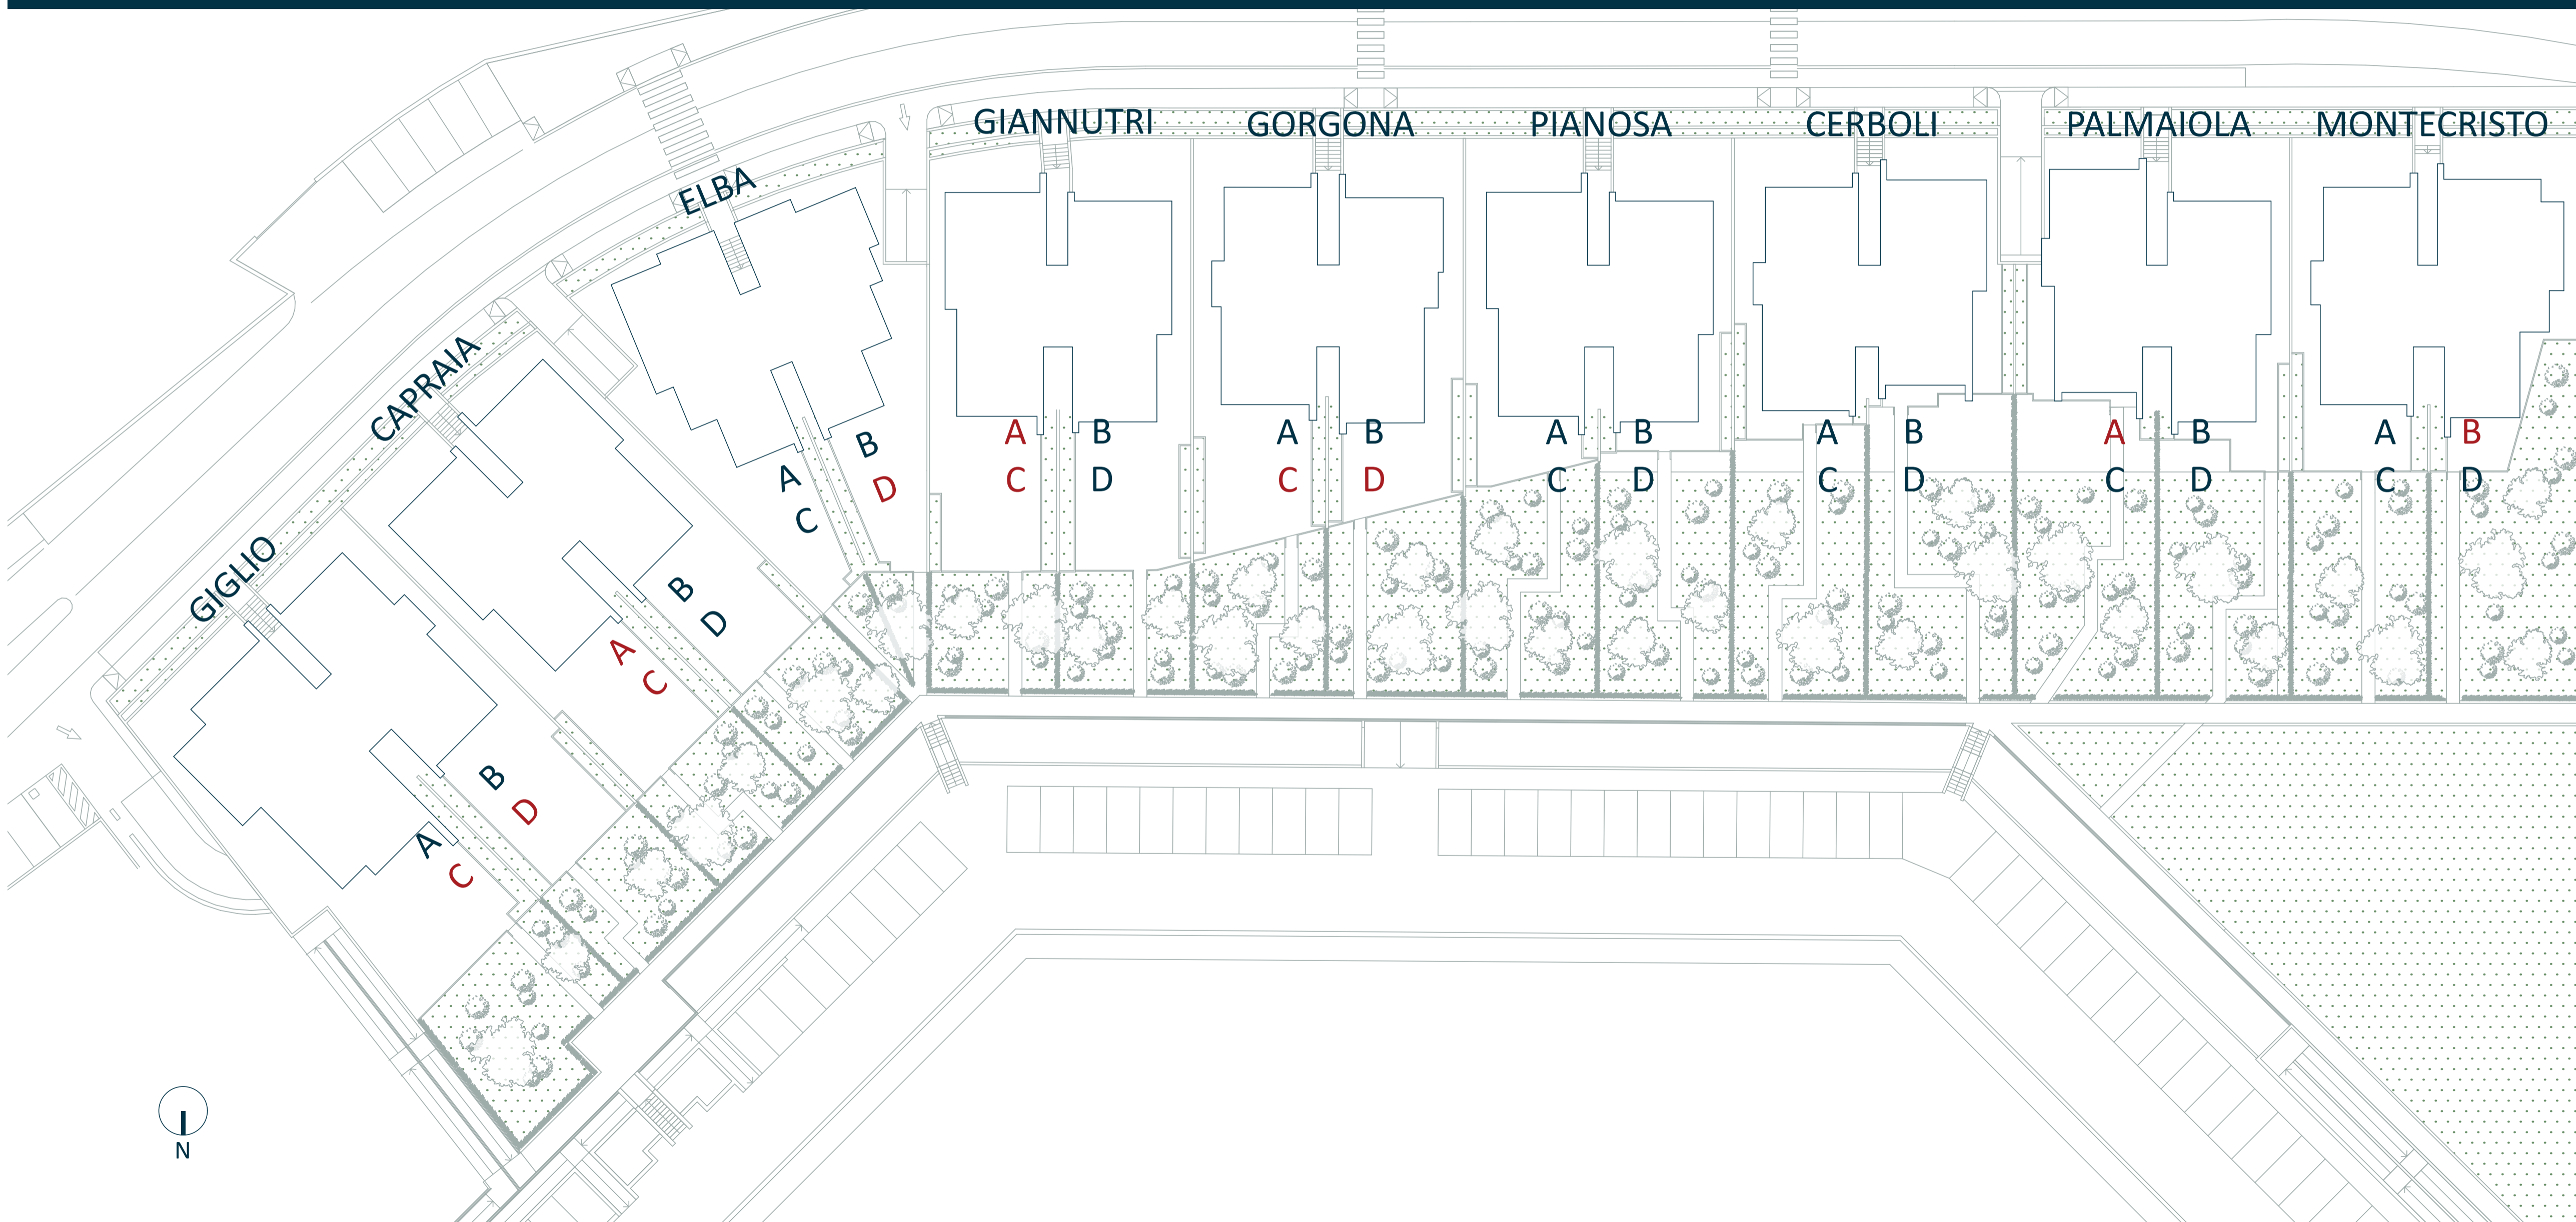 GIANNUTRI
GORGONA
PIANOSA
CERBOLI
PALMAIOLA
MONTECRISTO
ELBA
CAPRAIA
GIGLIO
A B
C D
A B
C D
A B
C D
A B
C D
A B
C D
A B
C D
A B
C D
A B
C D
A B
C D
N